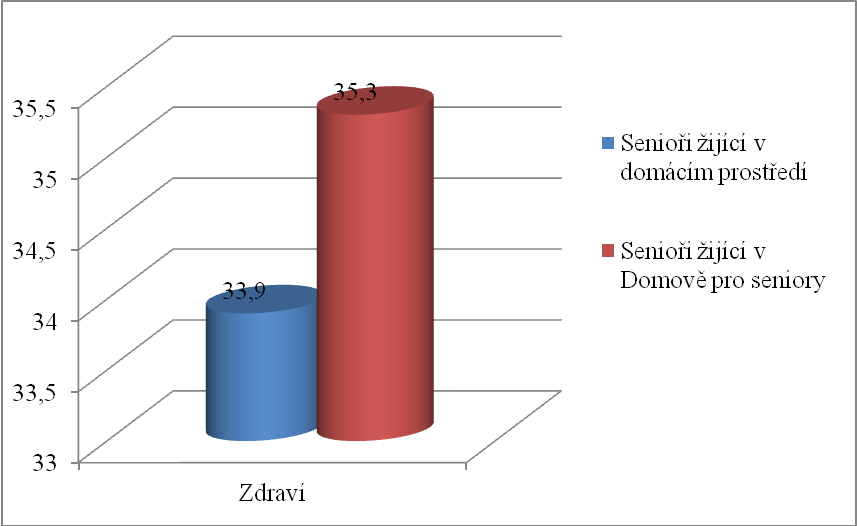 35,5
35
34,5
34
33,5
33
35,3
33,9
Zdraví
Senioři žijící v
domácím prostředí
Senioři žijící v
Domově pro seniory